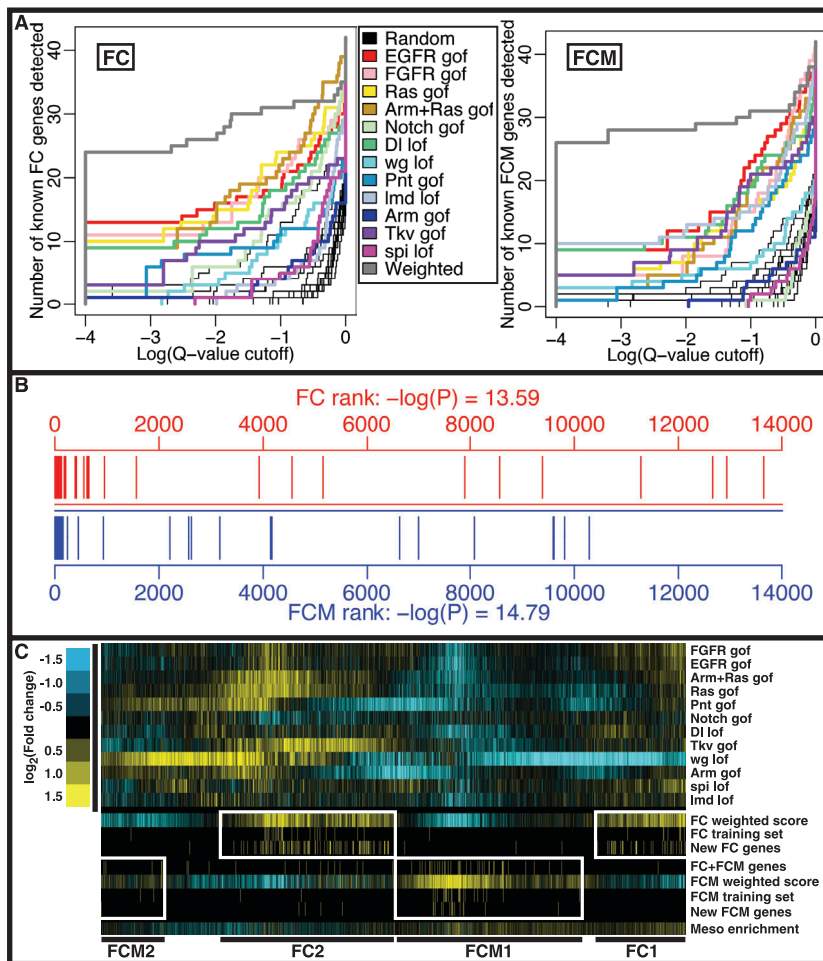 A
FC
Number of known FC genes detected
0
10
20
30
40
-4
-3
-2
-1
0
Log(Q-value cutoff)
Random
EGFR gof
FGFR gof
Ras gof
Arm+Ras gof
Notch gof
Dl lof
wg lof
Pnt gof
lmd lof
Arm gof
Tkv gof
spi lof
Weighted
FCM
Number of known FCM genes detected
0
10
20
30
40
-4
-3
-2
-1
0
Log(Q-value cutoff)
B
FC rank: -log(P) = 13.59
0 2000 4000 6000 8000 10000 12000 14000
0 2000 4000 6000 8000 10000 12000 14000
FCM rank: -log(P) = 14.79
C
log2(Fold change)
-1.5
-1.0
-0.5
0.5
1.0
1.5
FGFR gof
EGFR gof
Arm+Ras gof
Ras gof
Pnt gof
Notch gof
Dl lof
Tkv gof
wg lof
Arm gof
spi lof
lmd lof
FC weighted score
FC training set
New FC genes
FC+FCM genes
FCM weighted score
FCM training set
New FCM genes
Meso enrichment
FCM2 FC2 FCM1 FC1